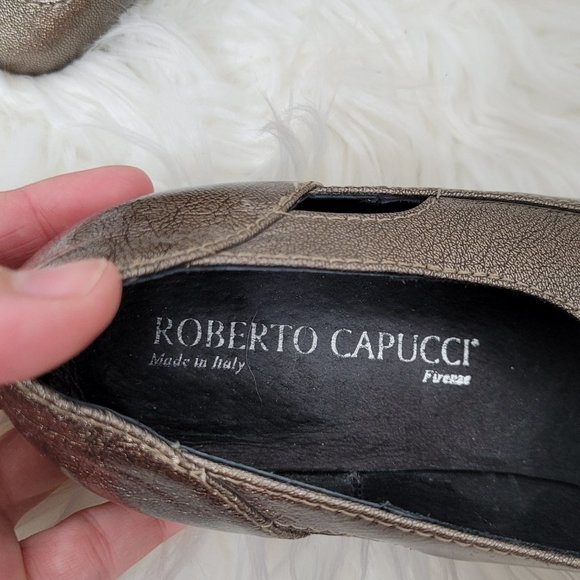 ROBERTO CAPUCCI®
Made in Italy
Firenze